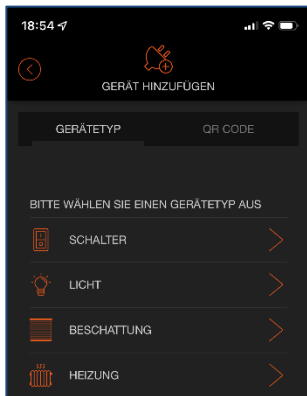 18:54
GERÄT HINZUFÜGEN
GERÄTETYP QR CODE
BITTE WÄHLEN SIE EINEN GERÄTETYP AUS
SCHALTER
LICHT
BESCHATTUNG
HEIZUNG